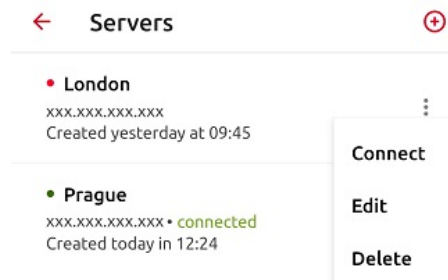 Servers
London
xxx.xxx.xxx.xxx
Created yesterday at 09:45
Connect
Edit
Delete
Prague
xxx.xxx.xxx.xxx • connected
Created today in 12:24